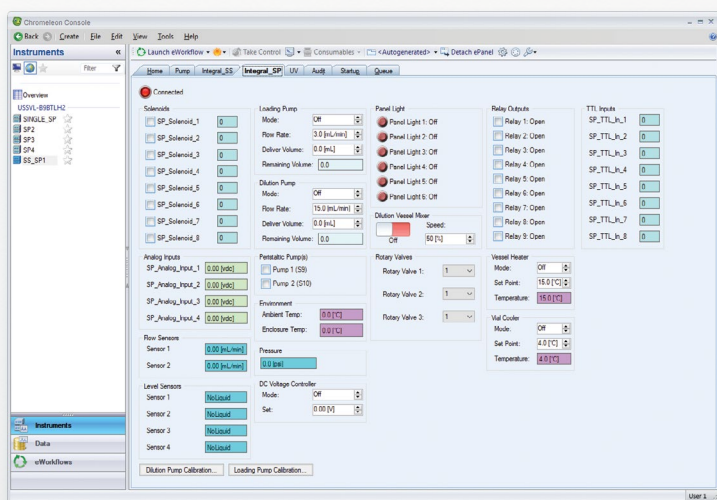 Chromeleon Console
Back Create File Edit View Tools Help
Instruments «
Launch eWorkflow Take Control Consumables <Autogenerated> Detach ePanel
Filter
Home Pump Integral_SS Integral_SP UV Audit Startup Queue
Overview
USSVL-B9BTLH2
SINGLE_SP
SP2
SP3
SP4
SS_SP1
Connected
Solenoids
SP_Solenoid_1 0
SP_Solenoid_2 0
SP_Solenoid_3 0
SP_Solenoid_4 0
SP_Solenoid_5 0
SP_Solenoid_6 0
SP_Solenoid_7 0
SP_Solenoid_8 0
Loading Pump
Mode: Off
Flow Rate: 3.0 [mL/min]
Deliver Volume: 0.0 [mL]
Remaining Volume: 0.0
Dilution Pump
Mode: Off
Flow Rate: 15.0 [mL/min]
Deliver Volume: 0.0 [mL]
Remaining Volume: 0.0
Panel Light
Panel Light 1: Off
Panel Light 2: Off
Panel Light 3: Off
Panel Light 4: Off
Panel Light 5: Off
Panel Light 6: Off
Dilution Vessel Mixer
Speed:
Off 50 [%]
Relay Outputs
Relay 1: Open
Relay 2: Open
Relay 3: Open
Relay 4: Open
Relay 5: Open
Relay 6: Open
Relay 7: Open
Relay 8: Open
Relay 9: Open
TTL Inputs
SP_TTL_In_1 0
SP_TTL_In_2 0
SP_TTL_In_3 0
SP_TTL_In_4 0
SP_TTL_In_5 0
SP_TTL_In_6 0
SP_TTL_In_7 0
SP_TTL_In_8 0
Analog Inputs
SP_Analog_Input_1 0.00 [vdc]
SP_Analog_Input_2 0.00 [vdc]
SP_Analog_Input_3 0.00 [vdc]
SP_Analog_Input_4 0.00 [vdc]
Peristaltic Pump(s)
Pump 1 (S9)
Pump 2 (S10)
Environment
Ambient Temp: 0.0 [°C]
Enclosure Temp: 0.0 [°C]
Rotary Valves
Rotary Valve 1: 1
Rotary Valve 2: 1
Rotary Valve 3: 1
Vessel Heater
Mode: Off
Set Point: 15.0 [°C]
Temperature: 15.0 [°C]
Vial Cooler
Mode: Off
Set Point: 4.0 [°C]
Temperature: 4.0 [°C]
Flow Sensors
Sensor 1 0.00 [mL/min]
Sensor 2 0.00 [mL/min]
Pressure
0.0 [psi]
Level Sensors
Sensor 1 NoLiquid
Sensor 2 NoLiquid
Sensor 3 NoLiquid
Sensor 4 NoLiquid
DC Voltage Controller
Mode: Off
Set: 0.00 [V]
Dilution Pump Calibration... Loading Pump Calibration...
Instruments
Data
eWorkflows
User 1